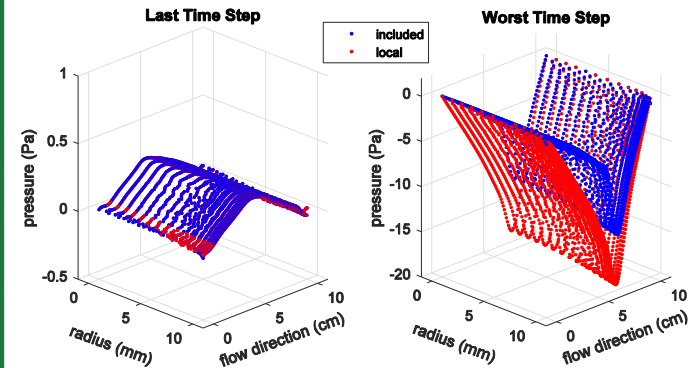 Last Time Step
Worst Time Step
included
local
1
0.5
0
-0.5
pressure (Pa)
0
5
10
radius (mm)
0
5
10
flow direction (cm)
0
-5
-10
-15
-20
pressure (Pa)
0
5
10
radius (mm)
0
5
10
flow direction (cm)